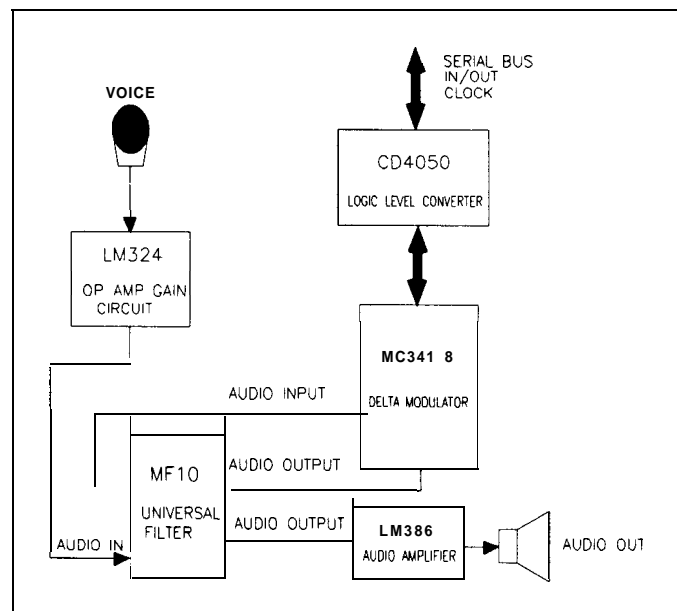 SERIAL BUS
IN/OUT
CLOCK
VOICE
CD4050
LOGIC LEVEL CONVERTER
LM324
OP AMP GAIN
CIRCUIT
MC341 8
DELTA MODULATOR
AUDIO INPUT
MF10
UNIVERSAL
FILTER
AUDIO OUTPUT
AUDIO OUTPUT
AUDIO IN
LM386
AUDIO AMPLIFIER
AUDIO OUT